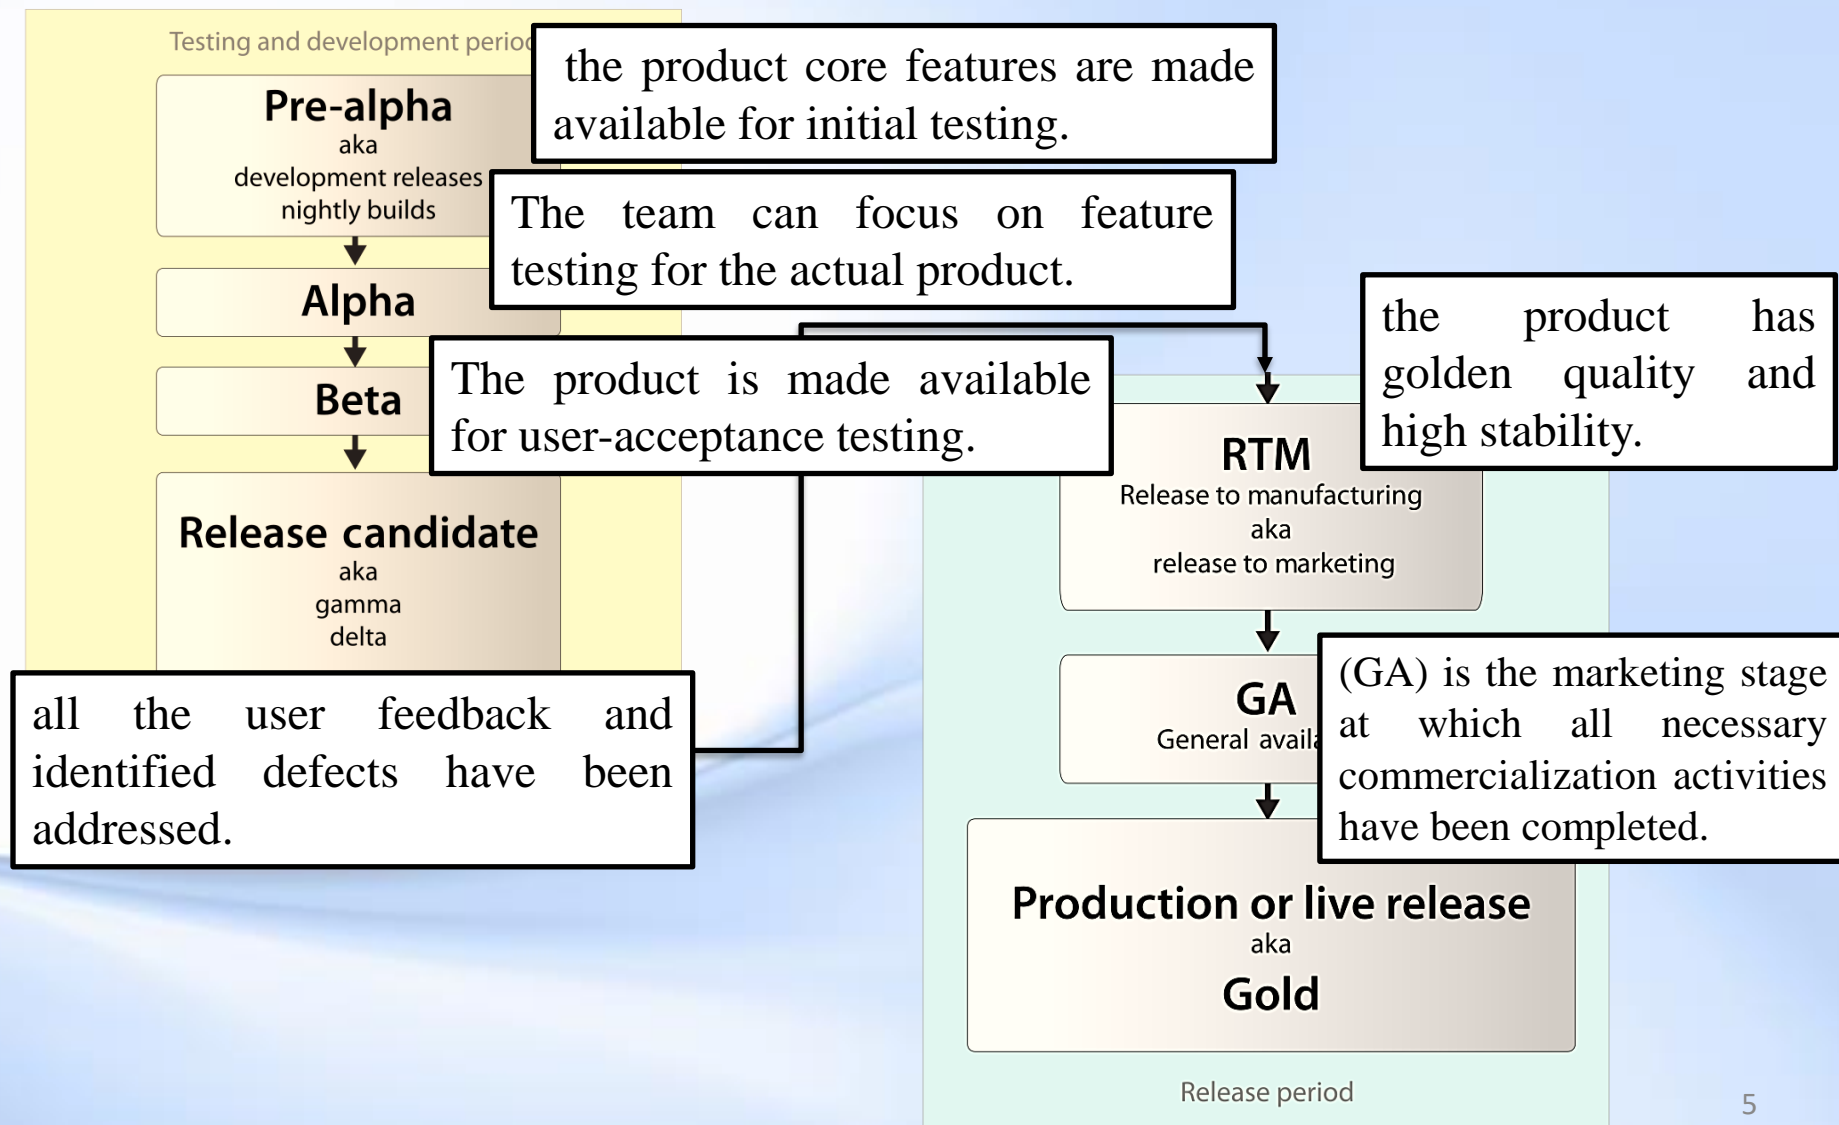 Testing and development perio
Pre-alpha
aka
development releases
nightly builds
the product core features are made
available for initial testing.
Alpha
The team can focus on feature
testing for the actual product.
Beta
The product is made available
for user-acceptance testing.
Release candidate
aka
gamma
delta
all the user feedback and
identified defects have been
addressed.
RTM
Release to manufacturing
aka
release to marketing
the product has
golden quality and
high stability.
GA
General avail
(GA) is the marketing stage
at which all necessary
commercialization activities
have been completed.
Production or live release
aka
Gold
Release period
5